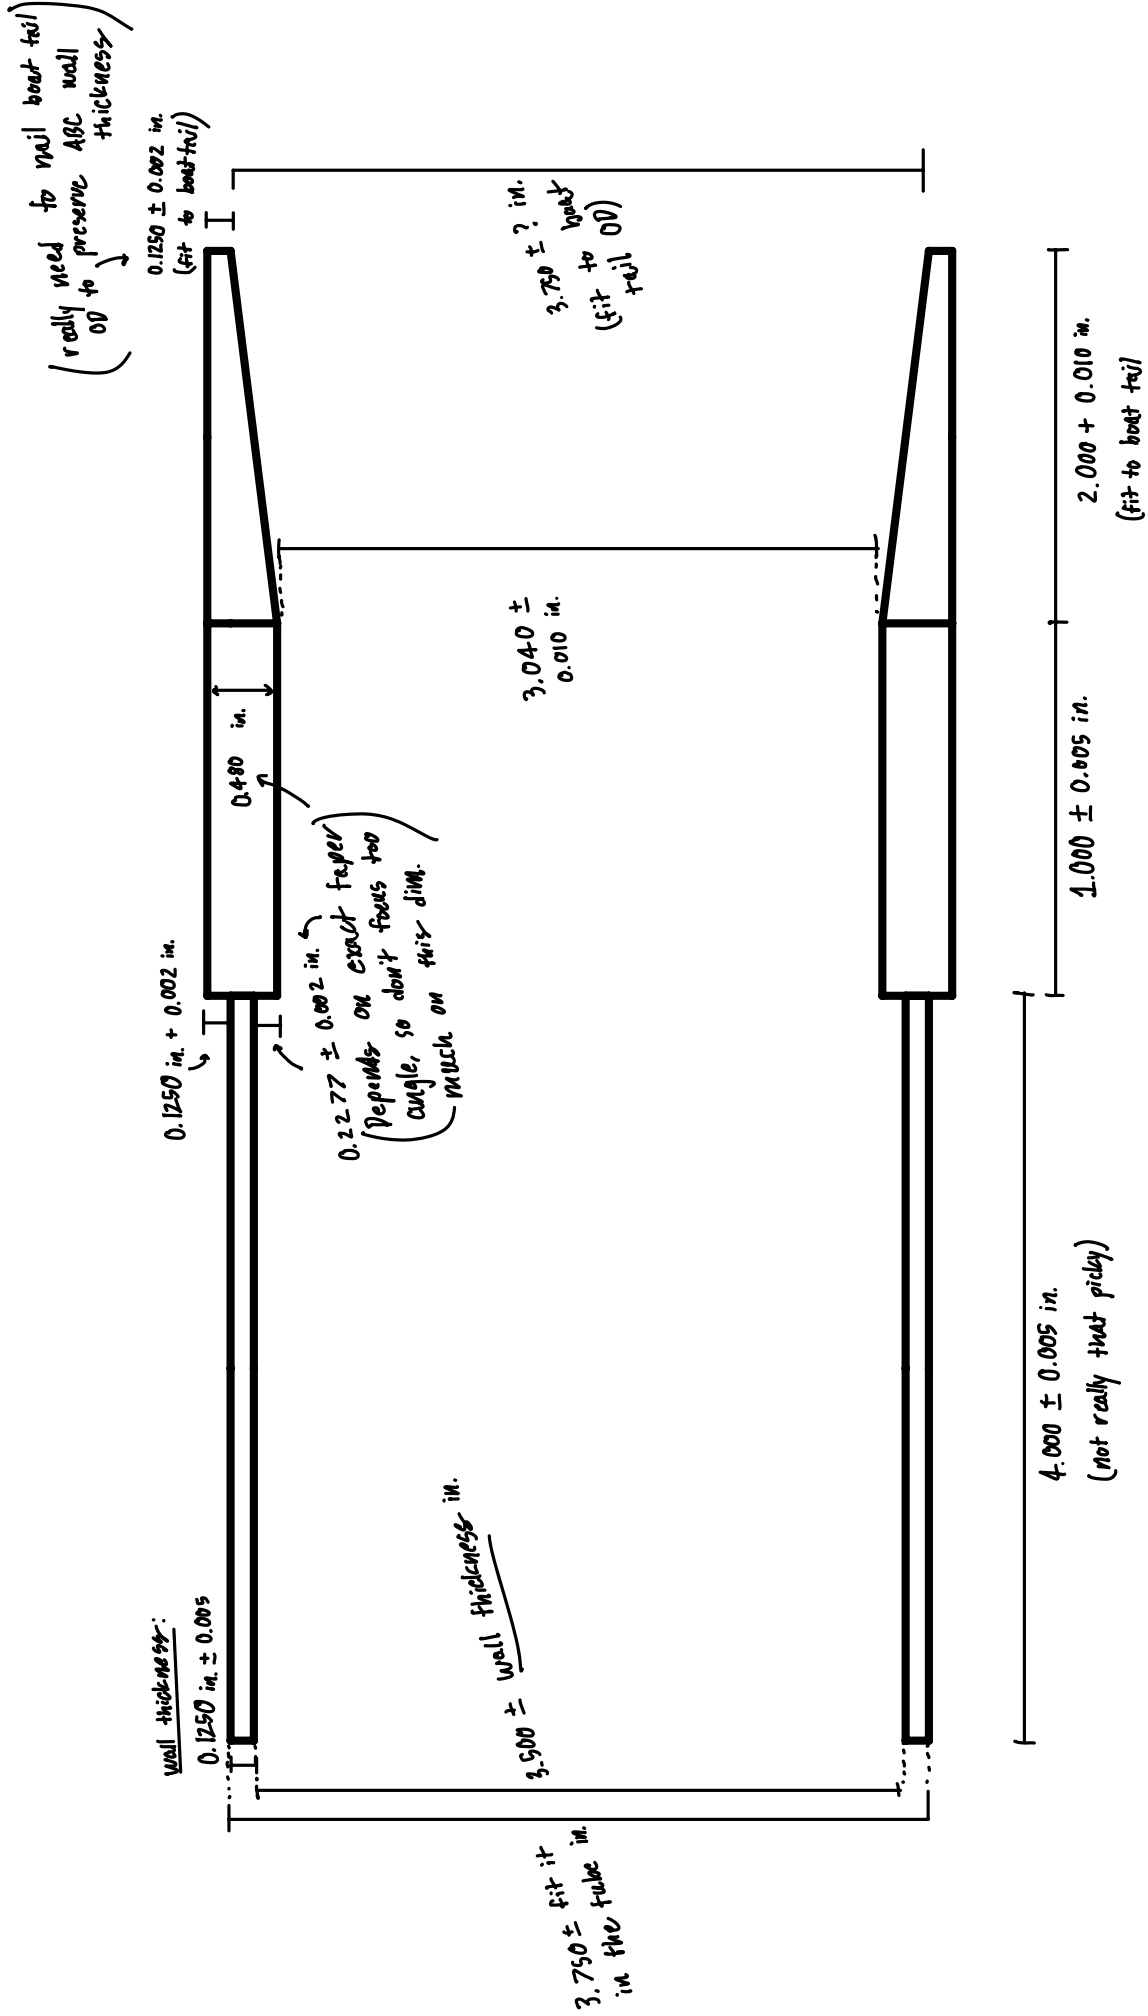 (really need to nail boat tail
OD to preserve ABC wall
thickness)
0.1250 ± 0.002 in.
(fit to boat tail)
3.750 ± ? in.
(fit to boat
tail OD)
2.000 + 0.010 in.
(fit to boat tail)
3.040 ±
0.010 in.
0.480 in.
1.000 ± 0.005 in.
0.1250 in. + 0.002 in.
0.2277 ± 0.002 in.
(Depends on exact taper
angle, so don't focus too
much on this dim.)
wall thickness:
0.1250 in. ± 0.005
3.500 ± wall thickness in.
3.750 ± fit it
in the tube in.
4.000 ± 0.005 in.
(not really that picky)